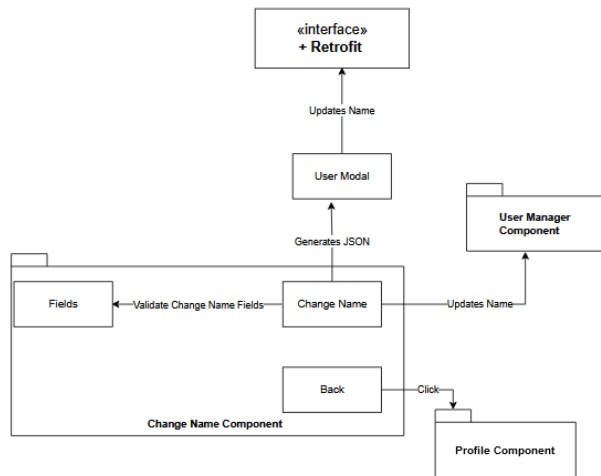 «interface»
+ Retrofit
Updates Name
User Modal
User Manager
Component
Generates JSON
Fields
Validate Change Name Fields
Change Name
Updates Name
Back
Click
Change Name Component
Profile Component